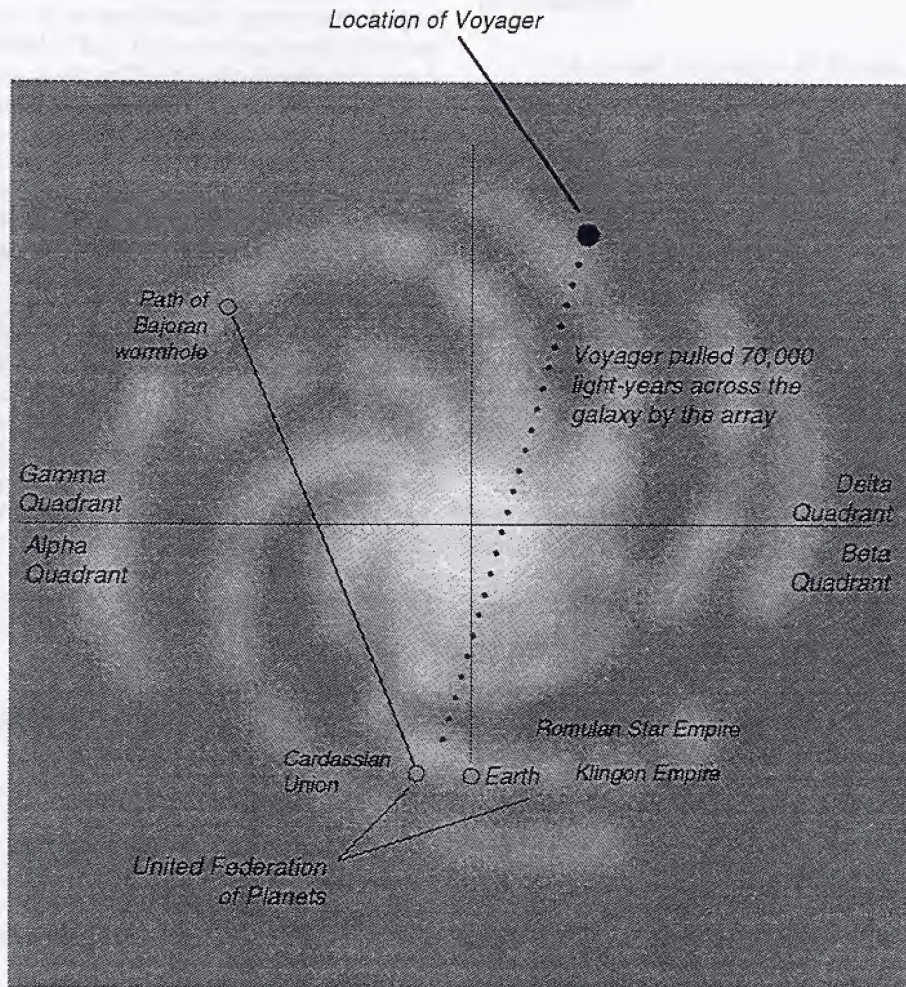 Location of Voyager
Path of
Bajoran
wormhole
Voyager pulled 70,000
light-years across the
galaxy by the array
Gamma
Quadrant
Delta
Quadrant
Alpha
Quadrant
Beta
Quadrant
Romulan Star Empire
Cardassian
Union
Earth
Klingon Empire
United Federation
of Planets